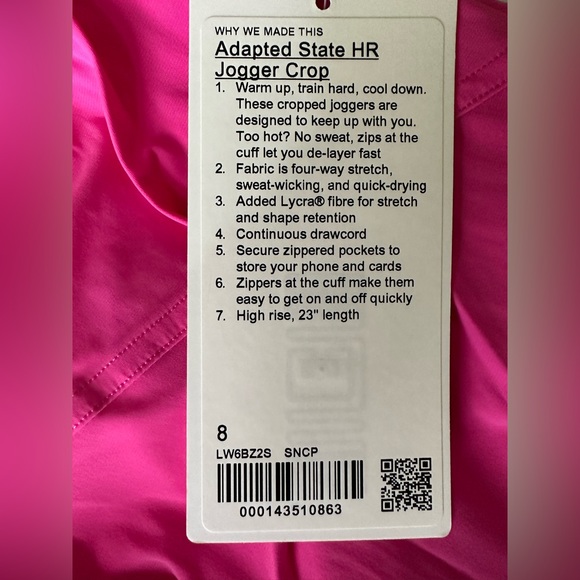 WHY WE MADE THIS
Adapted State HR
Jogger Crop
1. Warm up, train hard, cool down.
These cropped joggers are
designed to keep up with you.
Too hot? No sweat, zips at the
cuff let you de-layer fast
2. Fabric is four-way stretch,
sweat-wicking, and quick-drying
3. Added Lycra® fibre for stretch
and shape retention
4. Continuous drawcord
5. Secure zippered pockets to
store your phone and cards
6. Zippers at the cuff make them
easy to get on and off quickly
7. High rise, 23" length
8
LW6BZ2S SNCP
000143510863